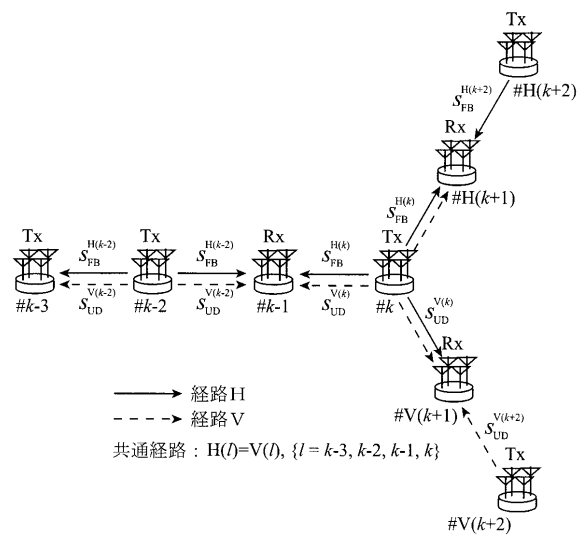 Tx
#H(k+2)
S_FB^H(k+2)
Rx
#H(k+1)
S_FB^H(k)
Tx Tx Rx Tx
S_FB^H(k-2) S_FB^H(k-2) S_FB^H(k)
#k-3 #k-2 #k-1 #k
S_UD^V(k-2) S_UD^V(k-2) S_UD^V(k)
S_UD^V(k)
Rx
#V(k+1)
S_UD^V(k+2)
Tx
#V(k+2)
経路H
経路V
共通経路 : H(l)=V(l), {l = k-3, k-2, k-1, k}